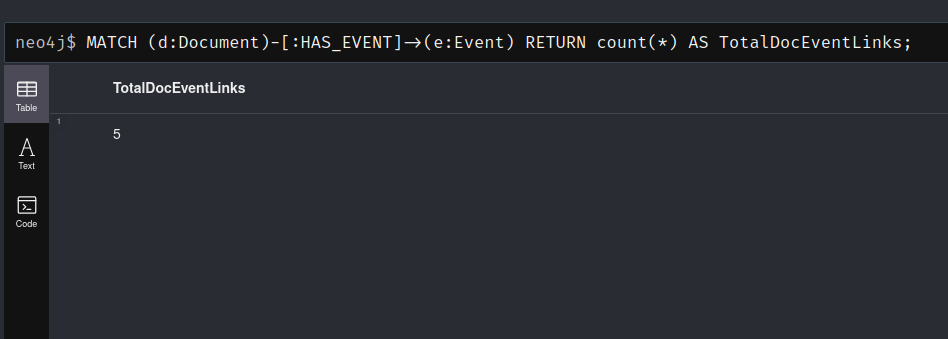 neo4j$ MATCH (d:Document)-[:HAS_EVENT]->(e:Event) RETURN count(*) AS TotalDocEventLinks;
TotalDocEventLinks
Table
1
5
Text
Code